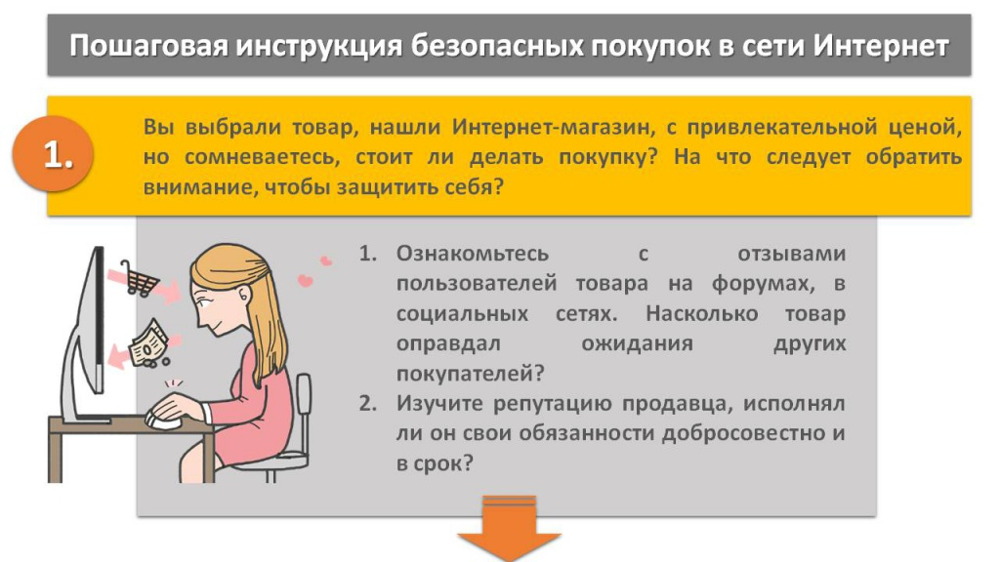 Пошаговая инструкция безопасных покупок в сети Интернет
1.
Вы выбрали товар, нашли Интернет-магазин, с привлекательной ценой,
но сомневаетесь, стоит ли делать покупку? На что следует обратить
внимание, чтобы защитить себя?
1. Ознакомьтесь с отзывами
пользователей товара на форумах, в
социальных сетях. Насколько товар
оправдал ожидания других
покупателей?
2. Изучите репутацию продавца, исполнял
ли он свои обязанности добросовестно и
в срок?